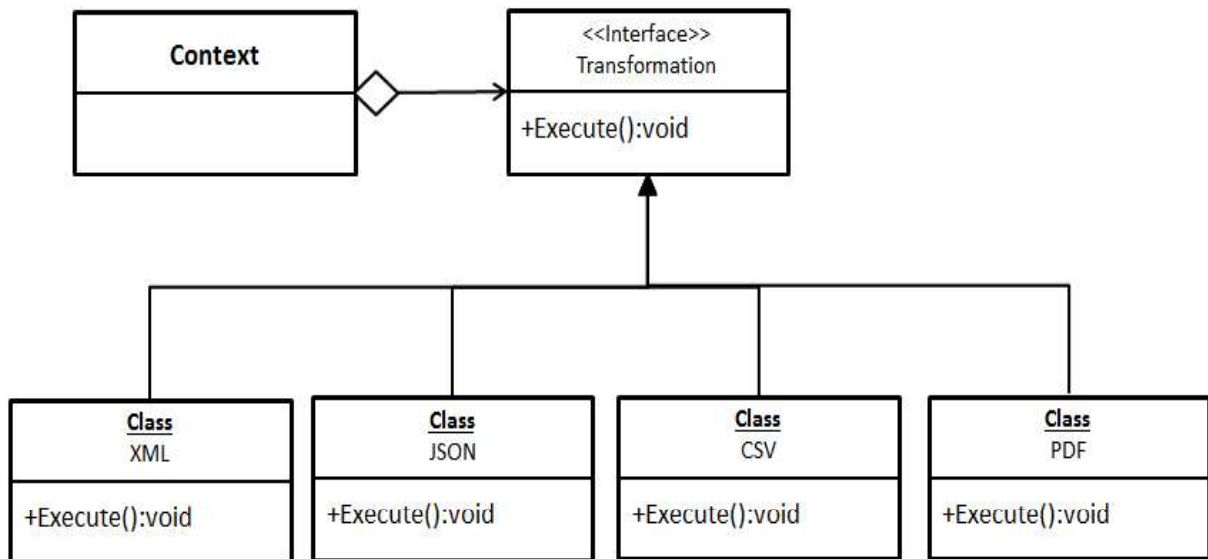 Context
<<Interface>>
Transformation
+Execute():void
Class
XML
+Execute():void
Class
JSON
+Execute():void
Class
CSV
+Execute():void
Class
PDF
+Execute():void